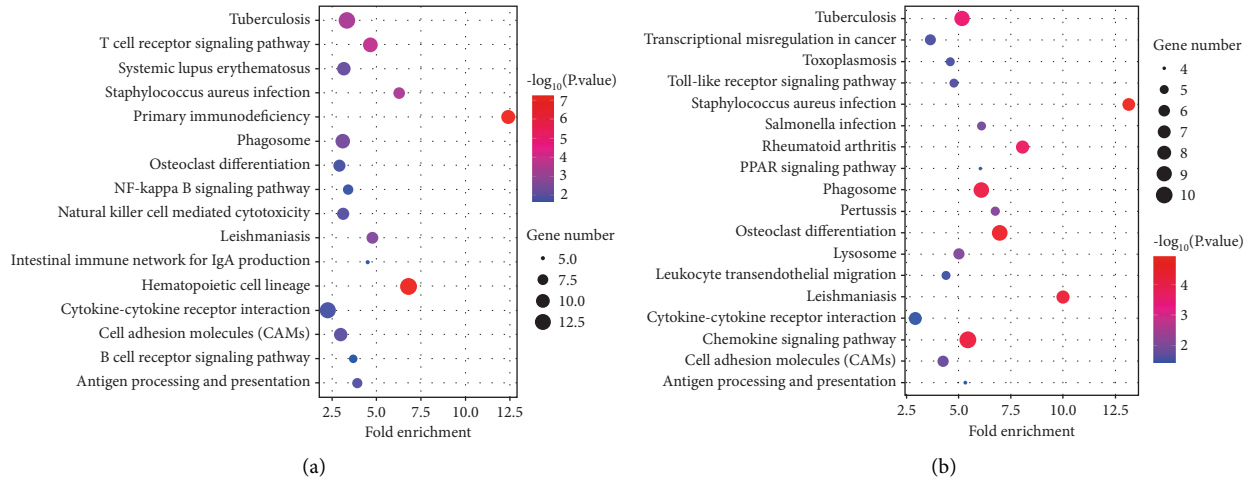 Tuberculosis
T cell receptor signaling pathway
Systemic lupus erythematosus
Staphylococcus aureus infection
Primary immunodeficiency
Phagosome
Osteoclast differentiation
NF-kappa B signaling pathway
Natural killer cell mediated cytotoxicity
Leishmaniasis
Intestinal immune network for IgA production
Hematopoietic cell lineage
Cytokine-cytokine receptor interaction
Cell adhesion molecules (CAMs)
B cell receptor signaling pathway
Antigen processing and presentation
2.5 5.0 7.5 10.0 12.5
Fold enrichment
-log10(P.value)
7
6
5
4
3
2
Gene number
5.0
7.5
10.0
12.5
(a)
Tuberculosis
Transcriptional misregulation in cancer
Toxoplasmosis
Toll-like receptor signaling pathway
Staphylococcus aureus infection
Salmonella infection
Rheumatoid arthritis
PPAR signaling pathway
Phagosome
Pertussis
Osteoclast differentiation
Lysosome
Leukocyte transendothelial migration
Leishmaniasis
Cytokine-cytokine receptor interaction
Chemokine signaling pathway
Cell adhesion molecules (CAMs)
Antigen processing and presentation
2.5 5.0 7.5 10.0 12.5
Fold enrichment
Gene number
4
5
6
7
8
9
10
-log10(P.value)
4
3
2
(b)